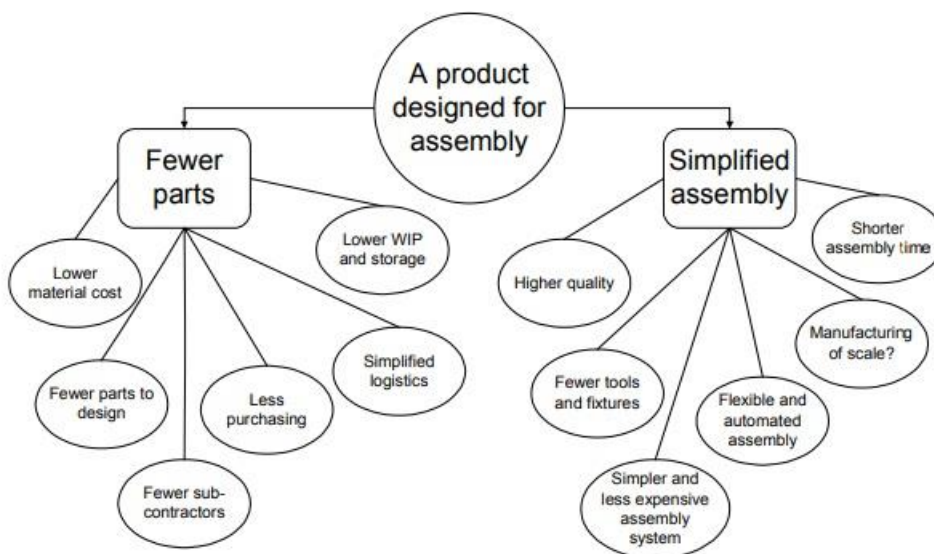 A product
designed for
assembly
Fewer
parts
Simplified
assembly
Lower
material cost
Lower WIP
and storage
Fewer parts to
design
Less
purchasing
Simplified
logistics
Fewer sub-
contractors
Higher quality
Shorter
assembly time
Fewer tools
and fixtures
Flexible and
automated
assembly
Manufacturing
of scale?
Simpler and
less expensive
assembly
system